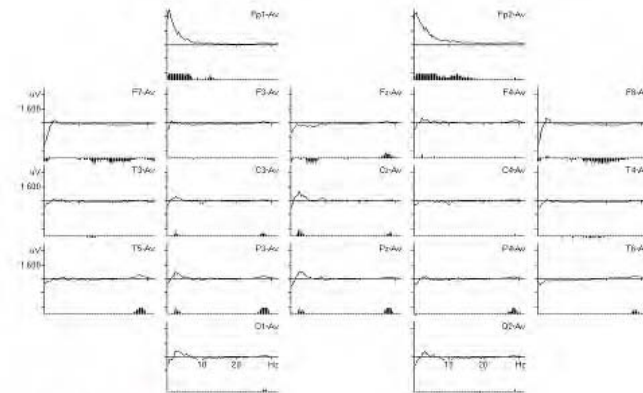 Fp1-Av Fp2-Av
uV F7-Av F3-Av Fz-Av F4-Av F8-Av
1.600
uV T3-Av C3-Av Cz-Av C4-Av T4-Av
1.600
uV T5-Av P3-Av Pz-Av P4-Av T6-Av
1.600
O1-Av O2-Av
10 20 Hz 10 20 Hz